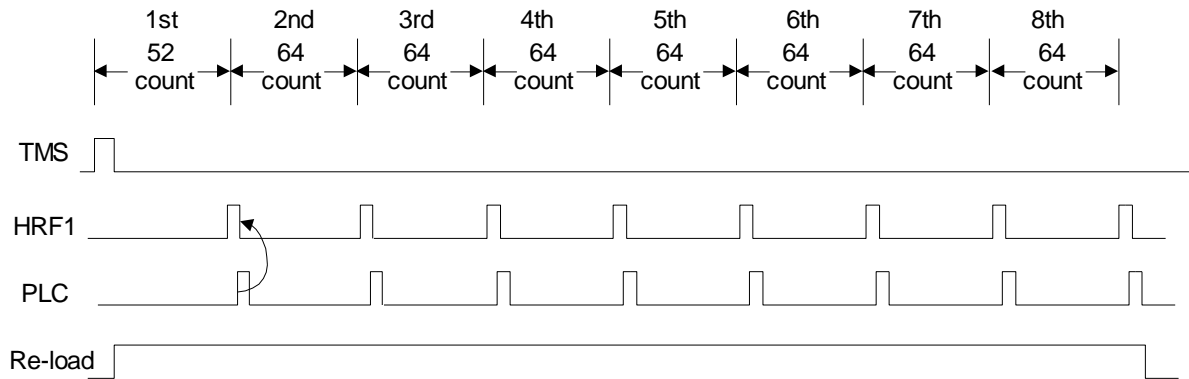 1st 2nd 3rd 4th 5th 6th 7th 8th
52 64 64 64 64 64 64 64
count count count count count count count count
TMS
HRF1
PLC
Re-load